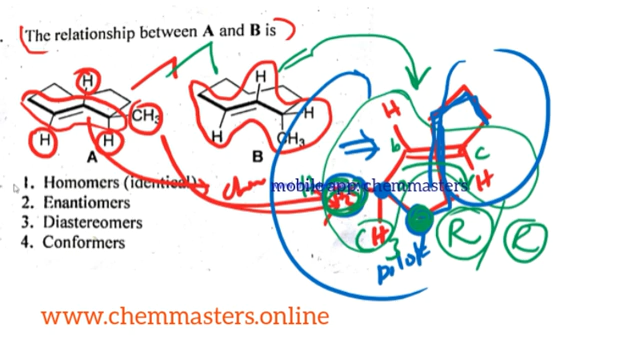 The relationship between A and B is
H
H
H
CH3
A
H
H
H
CH3
B
H
b
c
H
CH3
R
R
1. Homomers (identical)
2. Enantiomers
3. Diastereomers
4. Conformers
mobile app: chemmasters
www.chemmasters.online